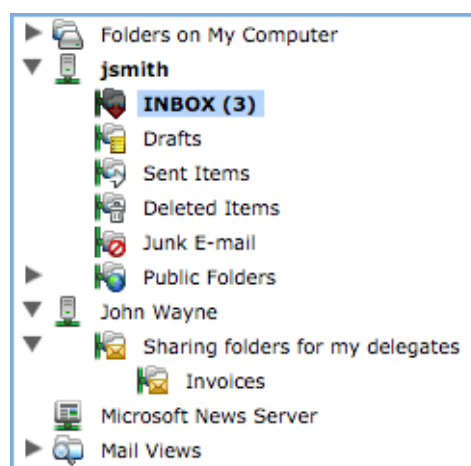 Folders on My Computer
jsmith
INBOX (3)
Drafts
Sent Items
Deleted Items
Junk E-mail
Public Folders
John Wayne
Sharing folders for my delegates
Invoices
Microsoft News Server
Mail Views